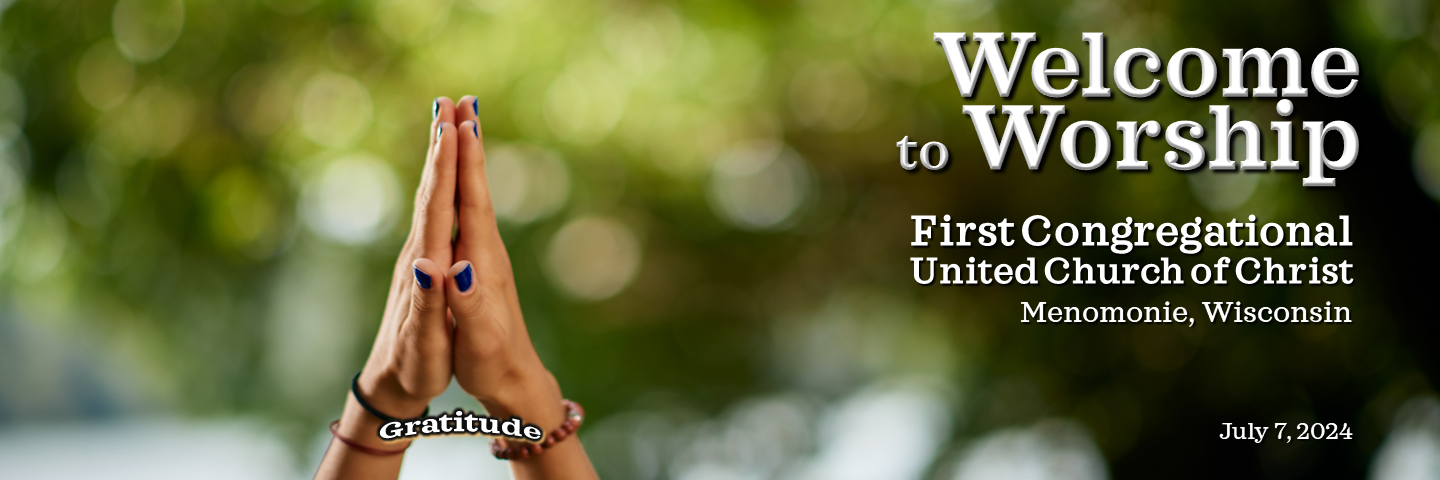 Welcome
to Worship
First Congregational
United Church of Christ
Menomonie, Wisconsin
Gratitude
July 7, 2024